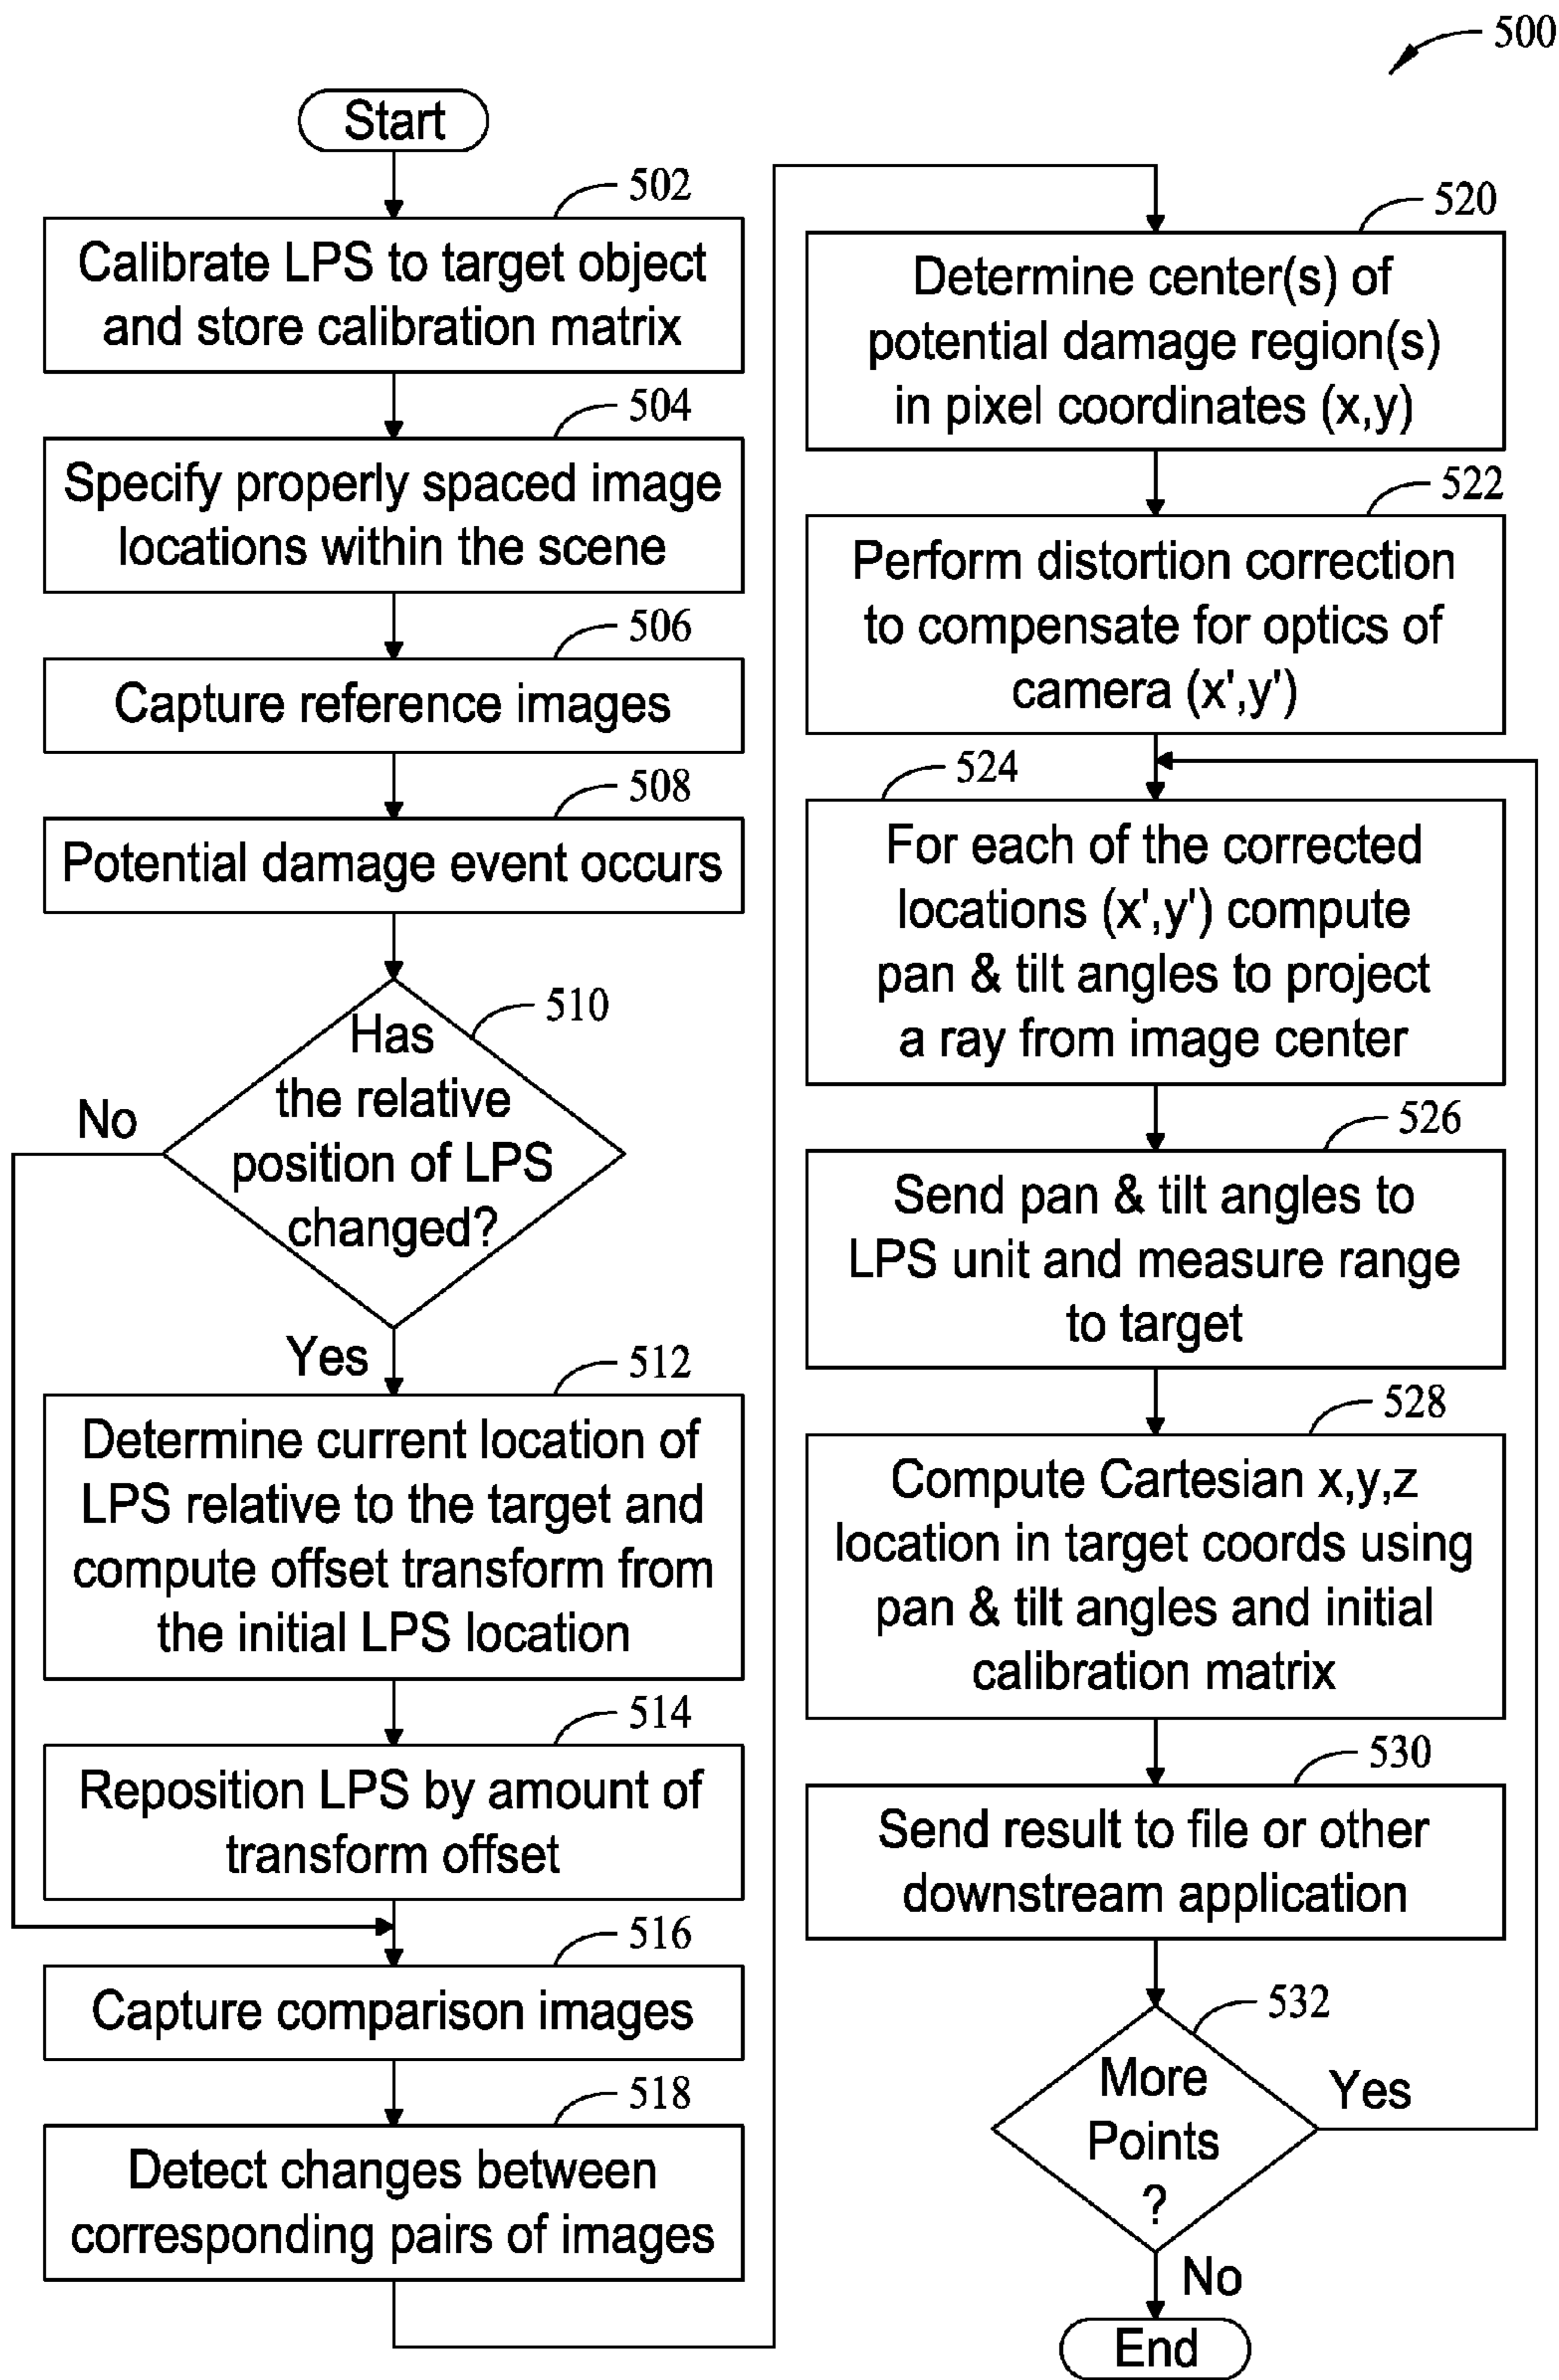 500
Start
502
Calibrate LPS to target object
and store calibration matrix
504
Specify properly spaced image
locations within the scene
506
Capture reference images
508
Potential damage event occurs
510
Has
the relative
position of LPS
changed?
No
Yes
512
Determine current location of
LPS relative to the target and
compute offset transform from
the initial LPS location
514
Reposition LPS by amount of
transform offset
516
Capture comparison images
518
Detect changes between
corresponding pairs of images
520
Determine center(s) of
potential damage region(s)
in pixel coordinates (x,y)
522
Perform distortion correction
to compensate for optics of
camera (x',y')
524
For each of the corrected
locations (x',y') compute
pan & tilt angles to project
a ray from image center
526
Send pan & tilt angles to
LPS unit and measure range
to target
528
Compute Cartesian x,y,z
location in target coords using
pan & tilt angles and initial
calibration matrix
530
Send result to file or other
downstream application
532
More
Points
?
Yes
No
End